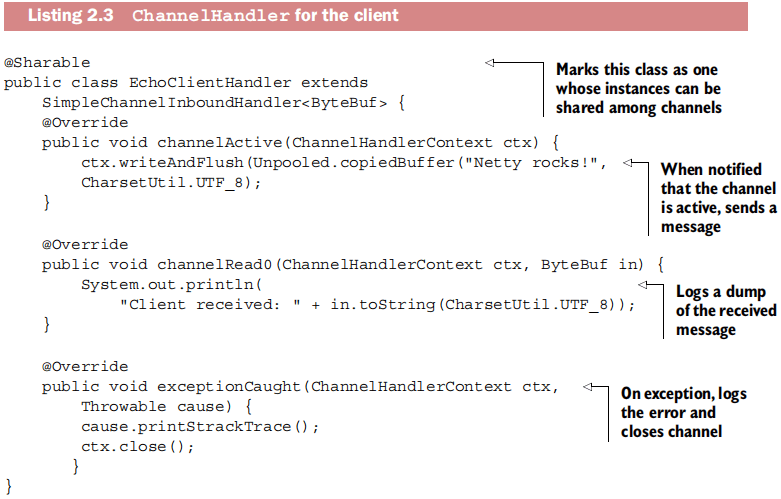 Listing 2.3 ChannelHandler for the client
@Sharable
public class EchoClientHandler extends
SimpleChannelInboundHandler<ByteBuf> {
@Override
public void channelActive(ChannelHandlerContext ctx) {
ctx.writeAndFlush(Unpooled.copiedBuffer("Netty rocks!",
CharsetUtil.UTF_8);
}
@Override
public void channelRead0(ChannelHandlerContext ctx, ByteBuf in) {
System.out.println(
"Client received: " + in.toString(CharsetUtil.UTF_8));
}
@Override
public void exceptionCaught(ChannelHandlerContext ctx,
Throwable cause) {
cause.printStrackTrace();
ctx.close();
}
}
Marks this class as one
whose instances can be
shared among channels
When notified
that the channel
is active, sends a
message
Logs a dump
of the received
message
On exception, logs
the error and
closes channel